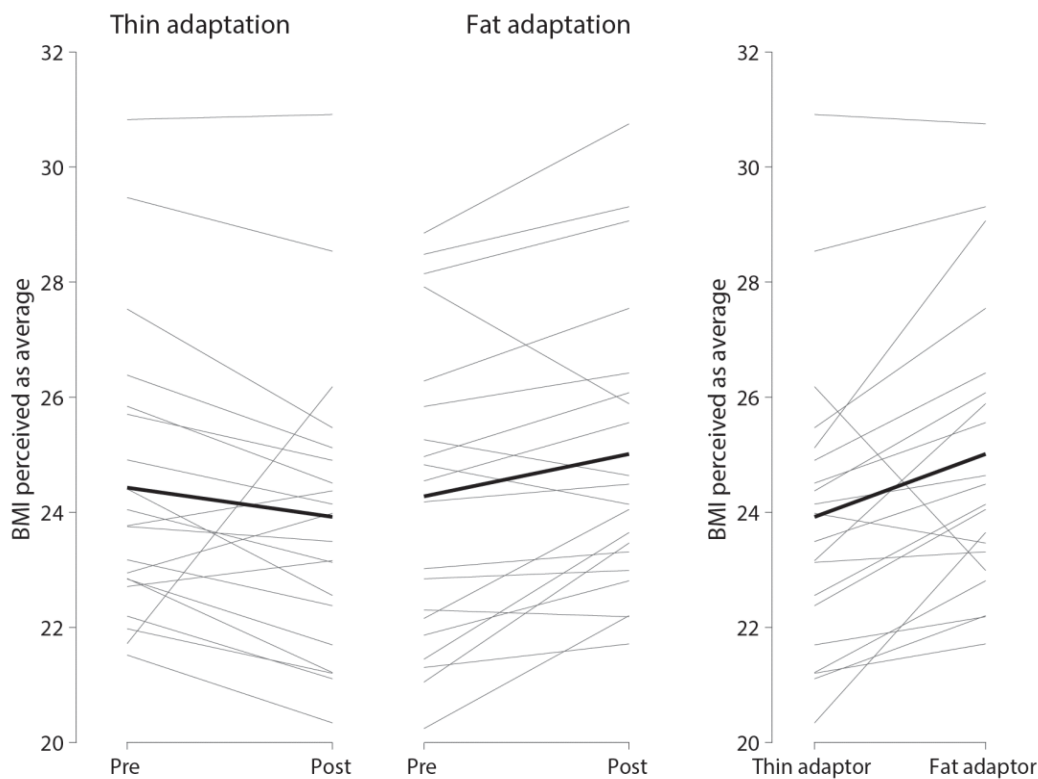 Thin adaptation
Fat adaptation
BMI perceived as average
32
30
28
26
24
22
20
Pre
Post
Pre
Post
BMI perceived as average
32
30
28
26
24
22
20
Thin adaptor
Fat adaptor